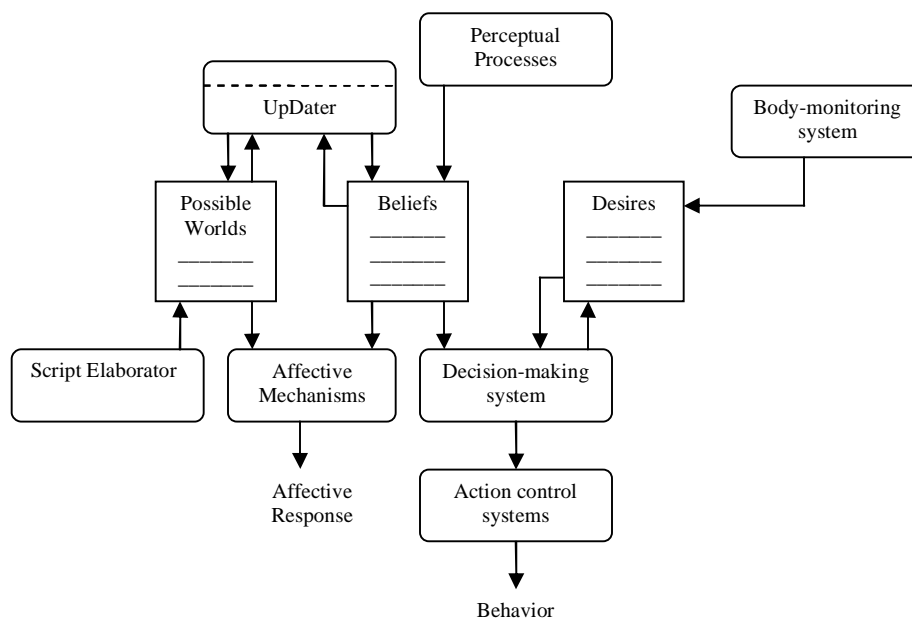 Perceptual
Processes
UpDater
Body-monitoring
system
Possible
Worlds
Beliefs
Desires
Script Elaborator
Affective
Mechanisms
Decision-making
system
Affective
Response
Action control
systems
Behavior